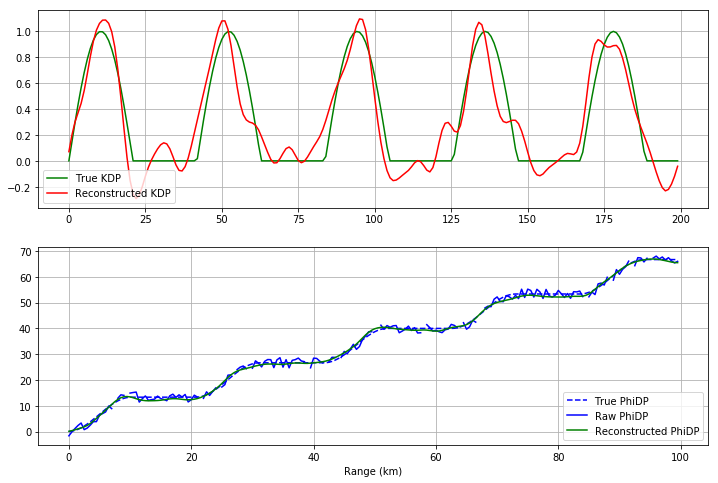 1.0
0.8
0.6
0.4
0.2
0.0
−0.2
True KDP
Reconstructed KDP
0 25 50 75 100 125 150 175 200
70
60
50
40
30
20
10
0
True PhiDP
Raw PhiDP
Reconstructed PhiDP
0 20 40 60 80 100
Range (km)